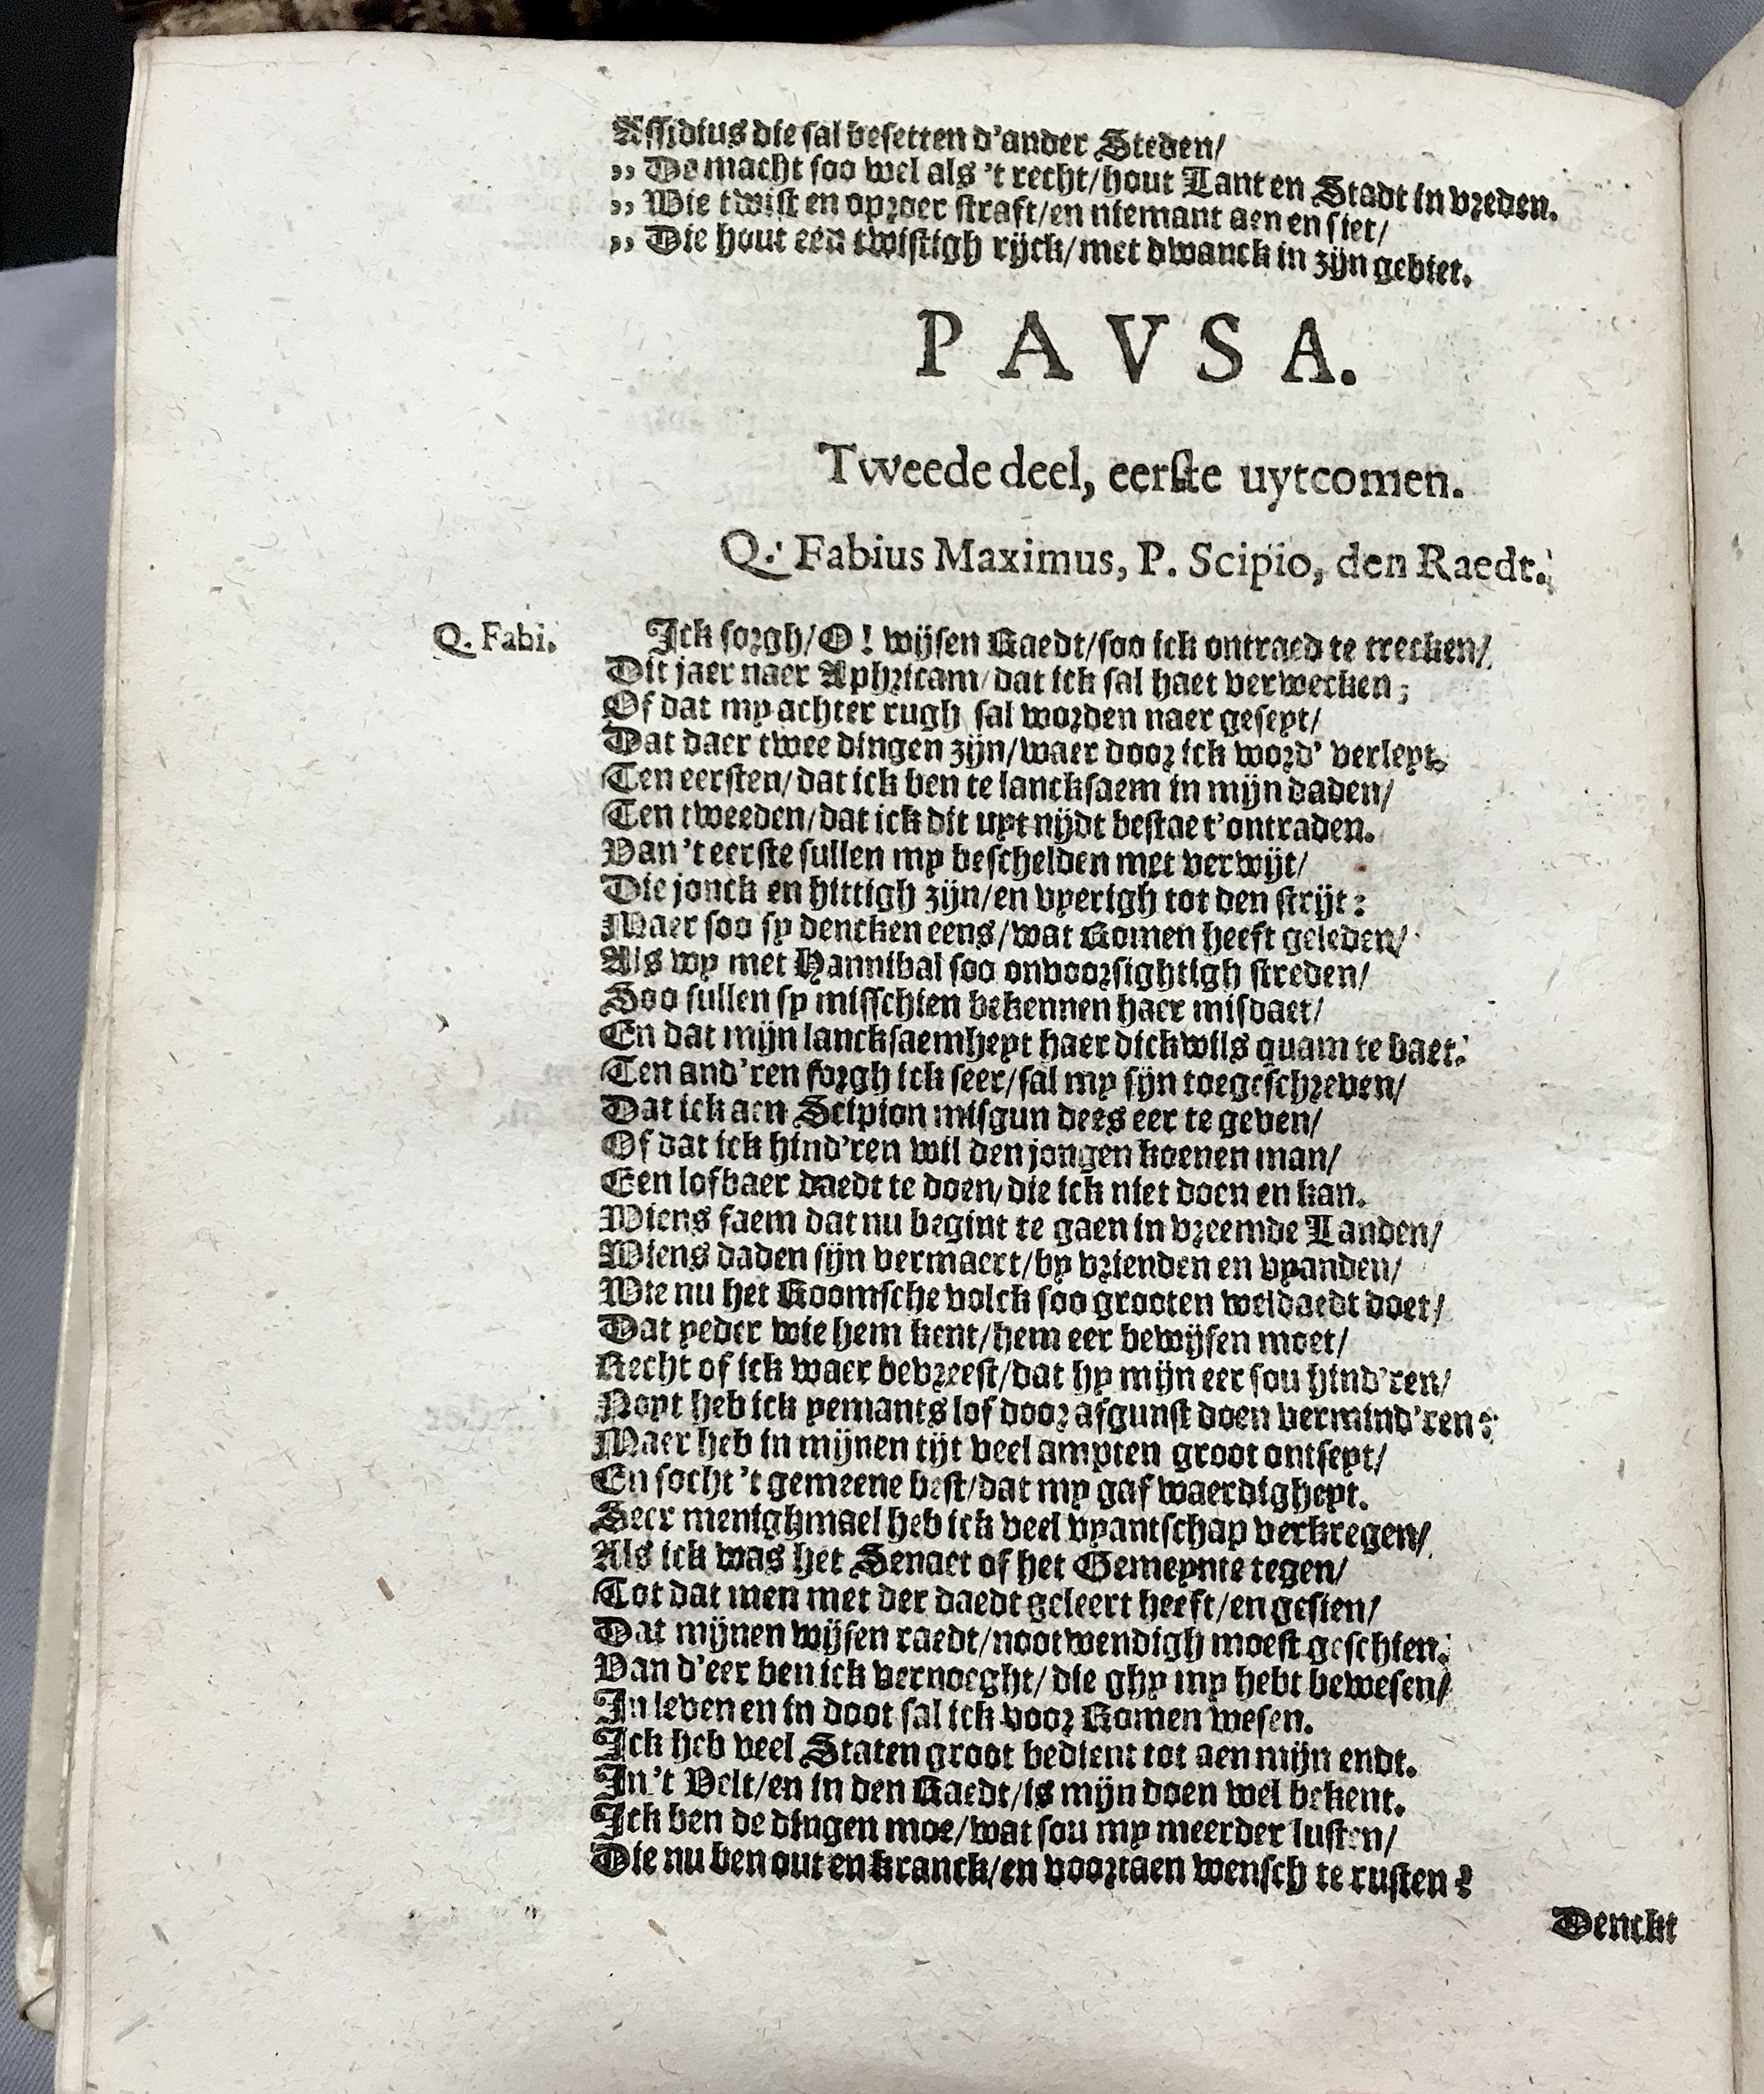 Assidius die sal besetten d'ander Steden/
„ De macht soo wel als 't recht/hout Lant en Stadt in vreden.
„ Wie twist en oproer straft/en niemant aen en siet/
„ Die hout een twistigh rijck/met dwanck in zijn gebiet.
PAVSA.
Tweede deel, eerste uytcomen.
Q. Fabius Maximus, P. Scipio, den Raedt.
Q. Fabi. Ick sorgh/O! wijsen Raedt/soo ick ontraed te trecken/
Dit jaer naer Aphricam/dat ick sal haet verwecken;
Of dat my achter rugh sal worden naer geseyt/
Dat daer twee dingen zijn/waer door ick word' verleyt.
Ten eersten/dat ick ben te lancksaem in mijn daden/
Ten tweeden/dat ick dit uyt nijdt bestae t'ontraden.
Van 't eerste sullen my beschelden met verwijt/
Die jonck en hittigh zijn/en vyerigh tot den strijt:
Maer soo sy dencken eens/wat Romen heeft geleden/
Als wy met Hannibal soo onvoorsightigh streden/
Soo sullen sy misschien bekennen haer misdaet/
En dat mijn lancksaemheyt haer dickwils quam te baet.
Ten and'ren sorgh ick seer/sal my sijn toegeschreven/
Dat ick aen Scipion misgun dees eer te geven/
Of dat ick hind'ren wil den jongen koenen man/
Een lofbaer daedt te doen/die ick niet doen en kan.
Wiens faem dat nu begint te gaen in vreemde Landen/
Wiens daden sijn vermaert/by vrienden en vyanden/
Wie nu het Roomsche volck soo grooten weldaedt doet/
Dat yeder wie hem kent/hem eer bewijsen moet/
Recht of ick waer bevreest/dat hy mijn eer sou hind'ren/
Noyt heb ick yemants lof door afgunst doen vermind'ren:
Maer heb in mijnen tijt veel ampten groot ontseyt/
En socht 't gemeene best/dat my gaf waerdigheyt.
Seer menighmael heb ick veel vyantschap verkregen/
Als ick was het Senaet of het Gemeynte tegen/
Tot dat men met der daedt geleert heeft/en gesien/
Dat mijnen wijsen raedt/nootwendigh moest geschien.
Van d'eer ben ick vernoeght/die ghy my hebt bewesen/
In leven en in doot sal ick voor Romen wesen.
Ick heb veel Staten groot bedient tot aen mijn endt.
In 't Velt/en in den Raedt/is mijn doen wel bekent.
Ick ben de dingen moe/wat sou my meerder lusten/
Die nu ben out en kranck/en voortaen wensch te rusten?
Denckt